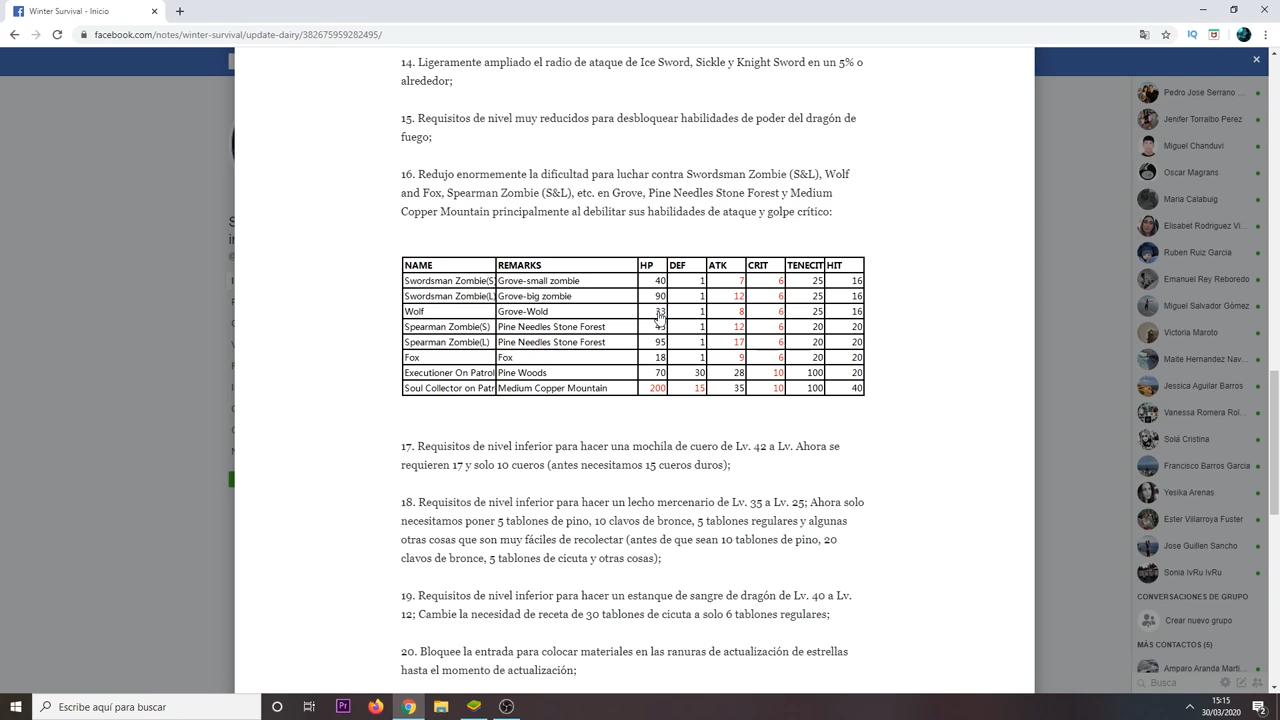 Winter Survival - Inicio
facebook.com/notes/winter-survival/update-dairy/382675959282495/
14. Ligeramente ampliado el radio de ataque de Ice Sword, Sickle y Knight Sword en un 5% o
alrededor;
15. Requisitos de nivel muy reducidos para desbloquear habilidades de poder del dragón de
fuego;
16. Redujo enormemente la dificultad para luchar contra Swordsman Zombie (S&L), Wolf
and Fox, Spearman Zombie (S&L), etc. en Grove, Pine Needles Stone Forest y Medium
Copper Mountain principalmente al debilitar sus habilidades de ataque y golpe crítico:
NAME REMARKS HP DEF ATK CRIT TENECIT HIT
Swordsman Zombie(S Grove-small zombie 40 1 7 6 25 16
Swordsman Zombie(L Grove-big zombie 90 1 12 6 25 16
Wolf Grove-Wold 33 1 8 6 25 16
Spearman Zombie(S) Pine Needles Stone Forest 1 12 6 20 20
Spearman Zombie(L) Pine Needles Stone Forest 95 1 17 6 20 20
Fox Fox 18 1 9 6 20 20
Executioner On Patrol Pine Woods 70 30 28 10 100 20
Soul Collector on Patr Medium Copper Mountain 200 15 35 10 100 40
17. Requisitos de nivel inferior para hacer una mochila de cuero de Lv. 42 a Lv. Ahora se
requieren 17 y solo 10 cueros (antes necesitamos 15 cueros duros);
18. Requisitos de nivel inferior para hacer un lecho mercenario de Lv. 35 a Lv. 25; Ahora solo
necesitamos poner 5 tablones de pino, 10 clavos de bronce, 5 tablones regulares y algunas
otras cosas que son muy fáciles de recolectar (antes de que sean 10 tablones de pino, 20
clavos de bronce, 5 tablones de cicuta y otras cosas);
19. Requisitos de nivel inferior para hacer un estanque de sangre de dragón de Lv. 40 a Lv.
12; Cambie la necesidad de receta de 30 tablones de cicuta a solo 6 tablones regulares;
20. Bloquee la entrada para colocar materiales en las ranuras de actualización de estrellas
hasta el momento de actualización;
Pedro Jose Serrano ...
Jenifer Torralbo Perez
Miguel Chanduvi
Oscar Magrans
Maria Calabuig
Elisabet Rodriguez Vi...
Ruben Ruiz Garcia
Emanuel Rey Reboredo
Miguel Salvador Gómez
Victoria Maroto
Maite Hernandez Nav...
Jessica Aguilar Barros
Vanessa Romera Rol...
Solá Cristina
Francisco Barros Garcia
Yesika Arenas
Ester Villarroya Fuster
Jose Guillen Sancho
Sonia IvRu IvRu
CONVERSACIONES DE GRUPO
Crear nuevo grupo
MÁS CONTACTOS (5)
Amparo Aranda Marti...
Busca
Escribe aquí para buscar
15:15
30/03/2020